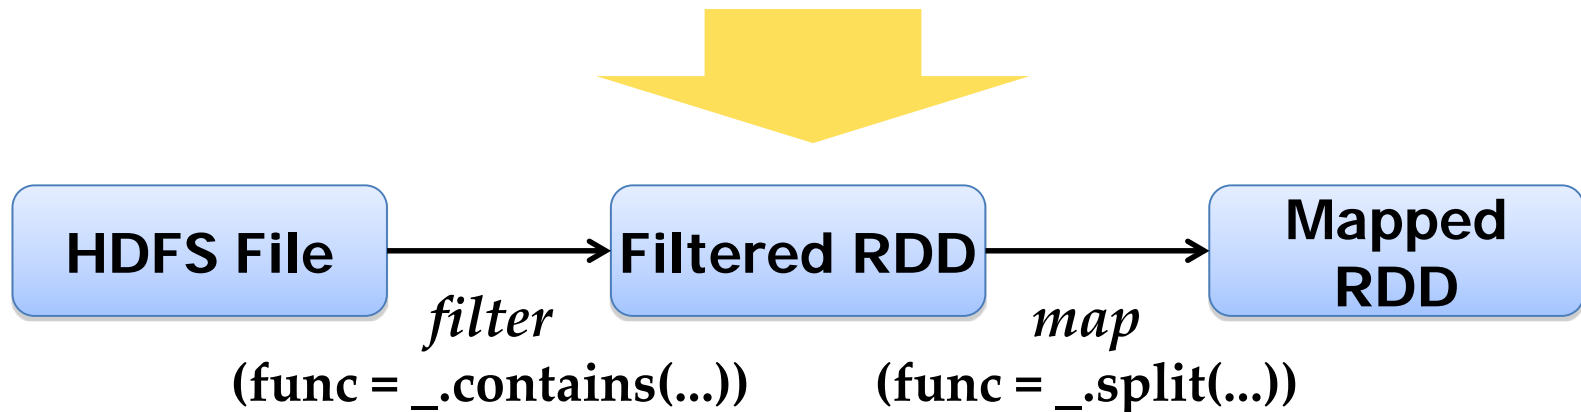 HDFS File
Filtered RDD
Mapped
RDD
filter
(func = _.contains(...))
map
(func = _.split(...))